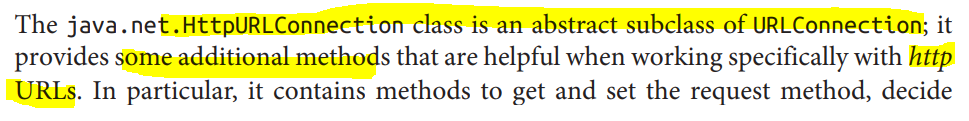 The java.net.HttpURLConnection class is an abstract subclass of URLConnection; it
provides some additional methods that are helpful when working specifically with http
URLs. In particular, it contains methods to get and set the request method, decide